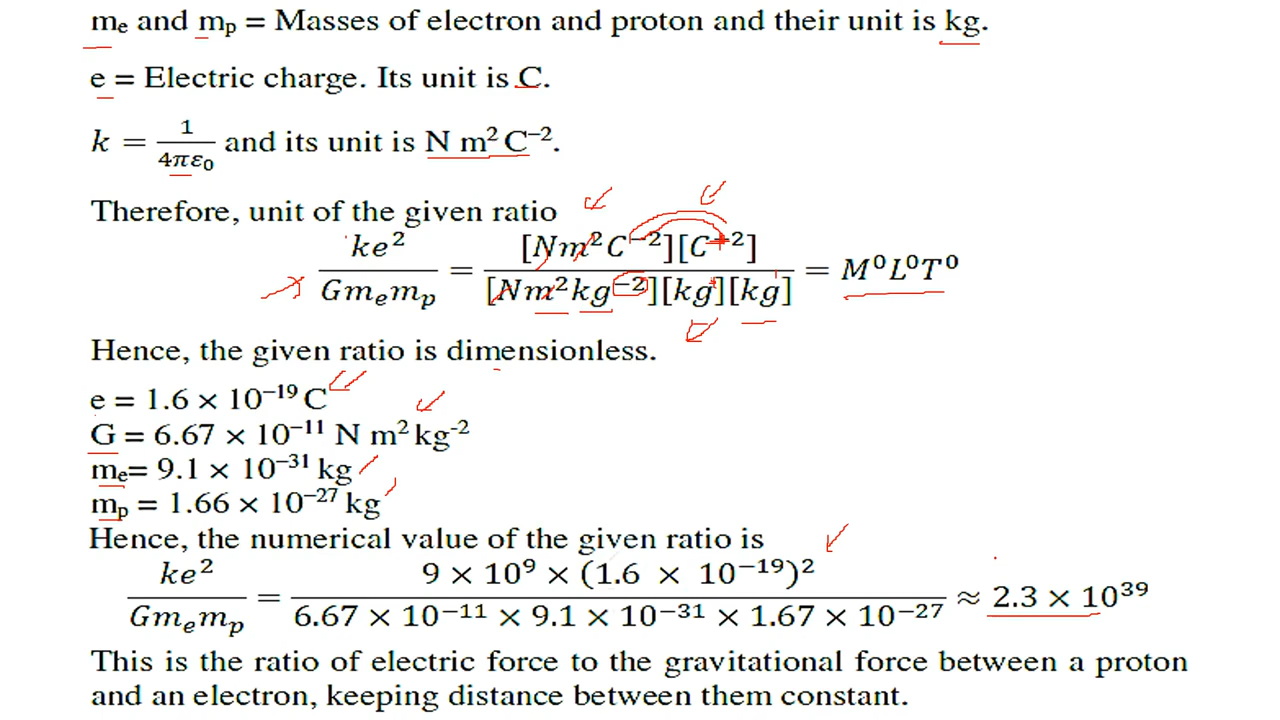 mₑ and mₚ = Masses of electron and proton and their unit is kg.
e = Electric charge. Its unit is C.
k = 1/(4πε₀) and its unit is N m² C⁻².
Therefore, unit of the given ratio
ke²/(Gmₑmₚ) = [Nm²C⁻²][C⁺²]/([Nm²kg⁻²][kg][kg]) = M⁰L⁰T⁰
Hence, the given ratio is dimensionless.
e = 1.6 × 10⁻¹⁹ C
G = 6.67 × 10⁻¹¹ N m² kg⁻²
mₑ= 9.1 × 10⁻³¹ kg
mₚ = 1.66 × 10⁻²⁷ kg
Hence, the numerical value of the given ratio is
ke²/(Gmₑmₚ) = (9 × 10⁹ × (1.6 × 10⁻¹⁹)²)/(6.67 × 10⁻¹¹ × 9.1 × 10⁻³¹ × 1.67 × 10⁻²⁷) ≈ 2.3 × 10³⁹
This is the ratio of electric force to the gravitational force between a proton
and an electron, keeping distance between them constant.